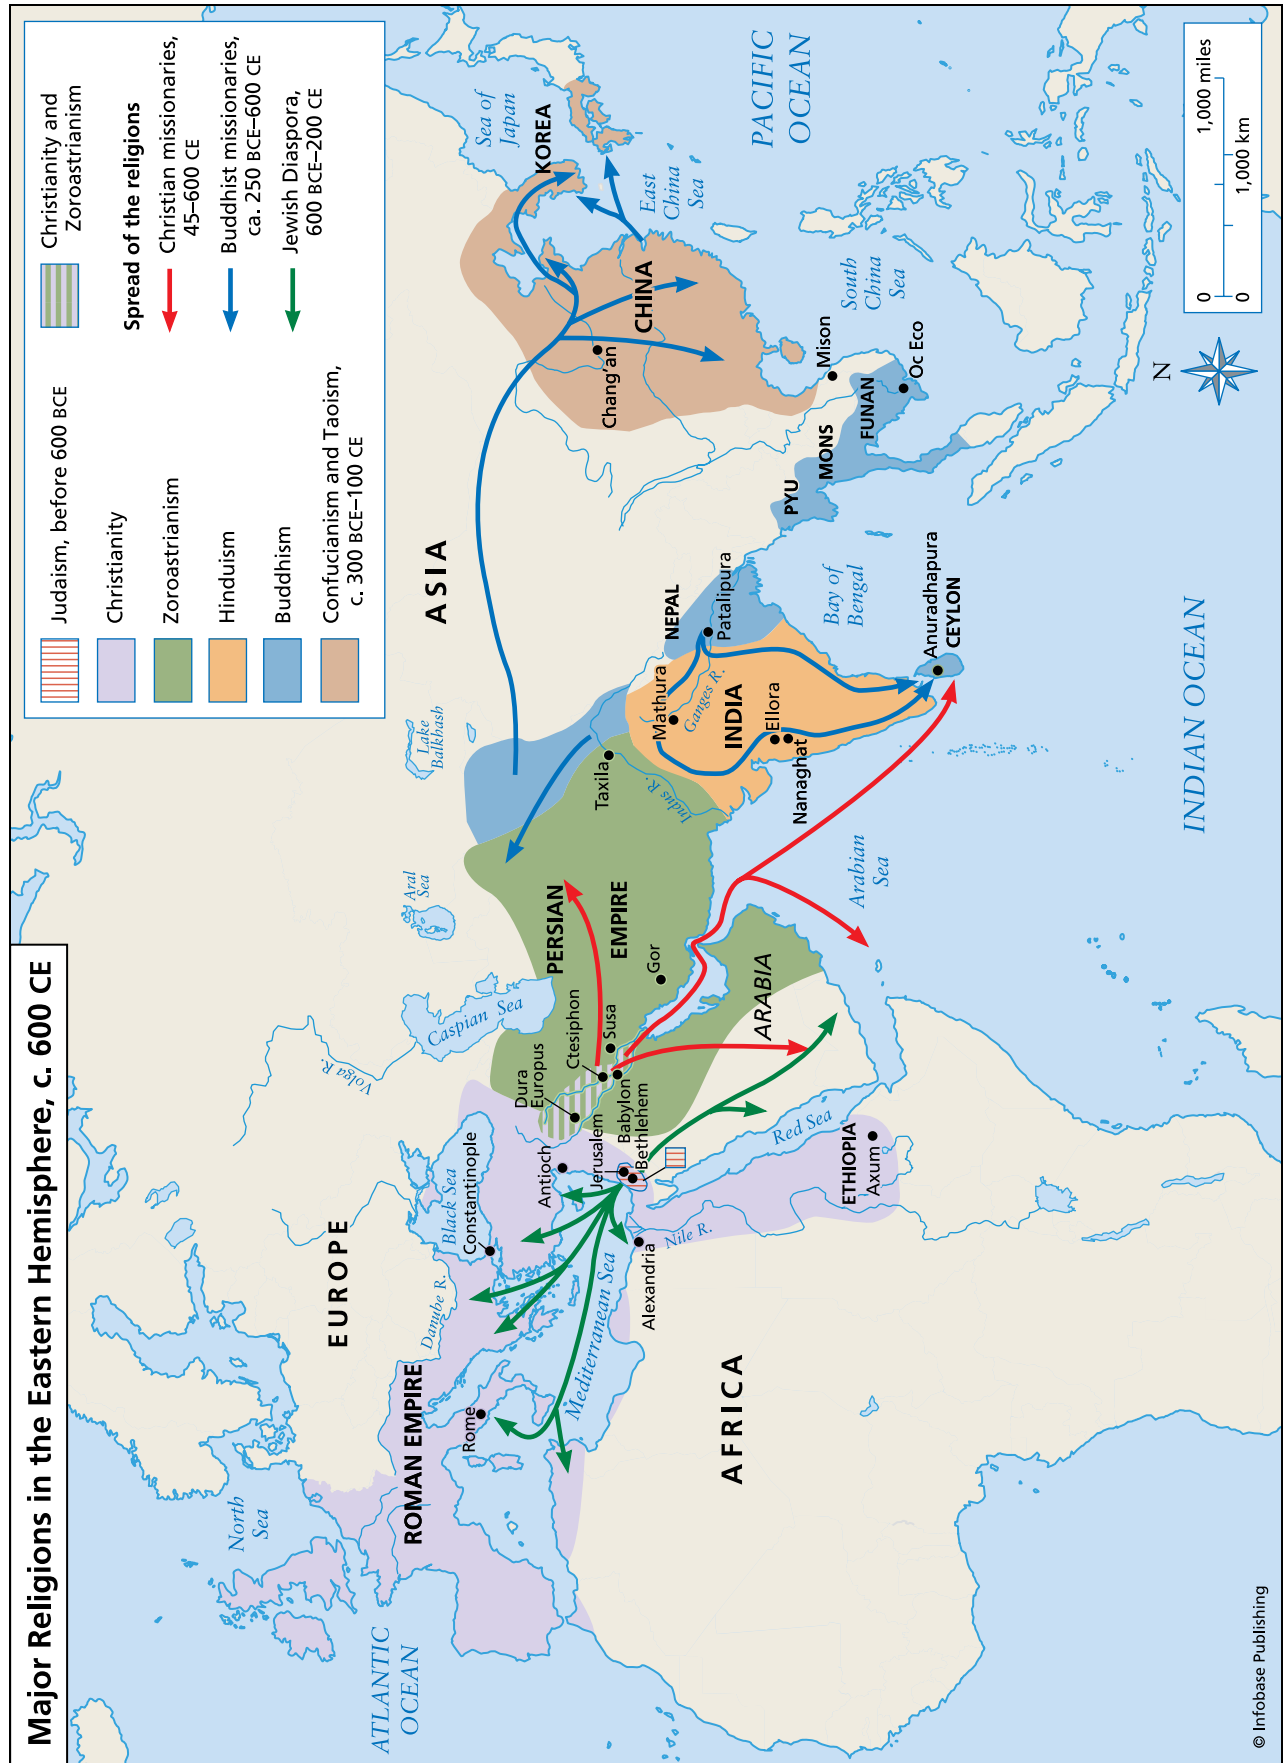 Major Religions in the Eastern Hemisphere, c. 600 CE
Judaism, before 600 BCE
Christianity
Zoroastrianism
Hinduism
Buddhism
Confucianism and Taoism,
c. 300 BCE–100 CE
Christianity and
Zoroastrianism
Spread of the religions
Christian missionaries,
45–600 CE
Buddhist missionaries,
ca. 250 BCE–600 CE
Jewish Diaspora,
600 BCE–200 CE
ATLANTIC
OCEAN
North
Sea
EUROPE
ROMAN EMPIRE
Rome
Danube R.
Black Sea
Constantinople
Mediterranean Sea
Volga R.
Caspian Sea
Aral
Sea
Lake
Balkhash
ASIA
Antioch
Jerusalem
Bethlehem
Babylon
Dura
Europus
Ctesiphon
Susa
Gor
PERSIAN
EMPIRE
ARABIA
Alexandria
Nile R.
Red Sea
ETHIOPIA
Axum
AFRICA
Arabian
Sea
Taxila
Indus R.
Mathura
Ganges R.
INDIA
Ellora
Nanaghat
NEPAL
Patalipura
Bay of
Bengal
Anuradhapura
CEYLON
INDIAN OCEAN
PYU
MONS
FUNAN
Oc Eco
Mison
Chang'an
CHINA
KOREA
Sea of
Japan
East
China
Sea
South
China
Sea
PACIFIC
OCEAN
N
0 1,000 miles
0 1,000 km
© Infobase Publishing